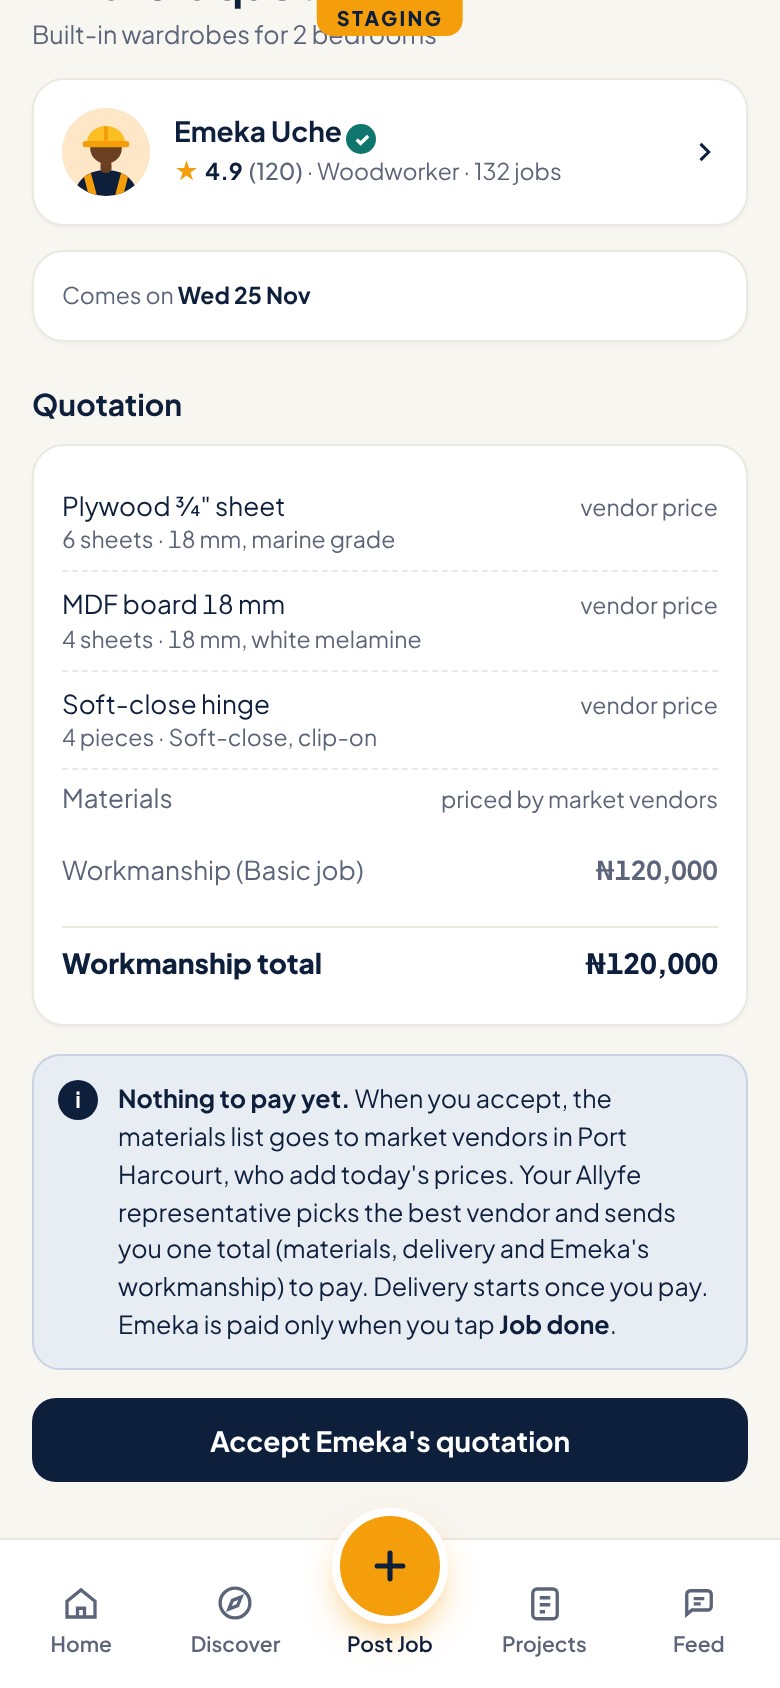 STAGING
Built-in wardrobes for 2 bedrooms
Emeka Uche
★ 4.9 (120) · Woodworker · 132 jobs
Comes on Wed 25 Nov
Quotation
Plywood ¾" sheet vendor price
6 sheets · 18 mm, marine grade
MDF board 18 mm vendor price
4 sheets · 18 mm, white melamine
Soft-close hinge vendor price
4 pieces · Soft-close, clip-on
Materials priced by market vendors
Workmanship (Basic job) ₦120,000
Workmanship total ₦120,000
i Nothing to pay yet. When you accept, the
materials list goes to market vendors in Port
Harcourt, who add today's prices. Your Allyfe
representative picks the best vendor and sends
you one total (materials, delivery and Emeka's
workmanship) to pay. Delivery starts once you pay.
Emeka is paid only when you tap Job done.
Accept Emeka's quotation
Home Discover Post Job Projects Feed